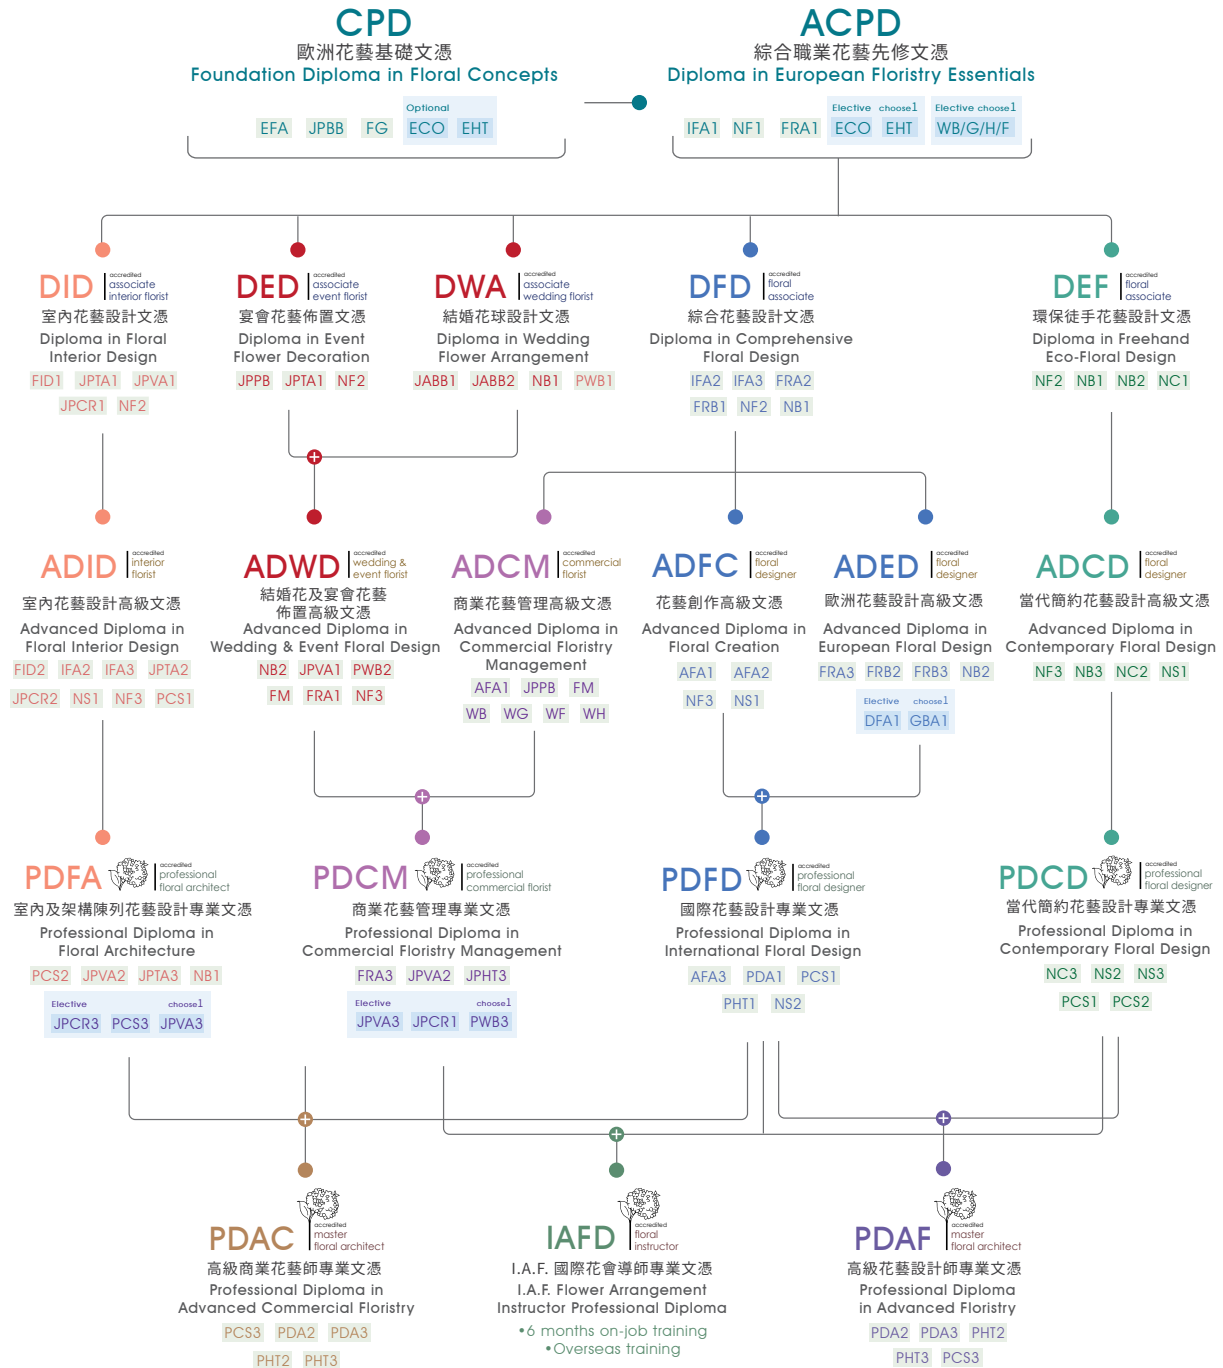 CPD
歐洲花藝基礎文憑
Foundation Diploma in Floral Concepts
Optional
EFA JPBB FG ECO EHT
ACPD
綜合職業花藝先修文憑
Diploma in European Floristry Essentials
Elective choose1 Elective choose1
IFA1 NF1 FRA1 ECO EHT WB/G/H/F
DID
accredited
associate
interior florist
室內花藝設計文憑
Diploma in Floral
Interior Design
FID1 JPTA1 JPVA1
JPCR1 NF2
DED
accredited
associate
event florist
宴會花藝佈置文憑
Diploma in Event
Flower Decoration
JPPB JPTA1 NF2
DWA
accredited
associate
wedding florist
結婚花球設計文憑
Diploma in Wedding
Flower Arrangement
JABB1 JABB2 NB1 PWB1
DFD
accredited
floral
associate
綜合花藝設計文憑
Diploma in Comprehensive
Floral Design
IFA2 IFA3 FRA2
FRB1 NF2 NB1
DEF
accredited
floral
associate
環保徒手花藝設計文憑
Diploma in Freehand
Eco-Floral Design
NF2 NB1 NB2 NC1
+
ADID
accredited
interior
florist
室內花藝設計高級文憑
Advanced Diploma in
Floral Interior Design
FID2 IFA2 IFA3 JPTA2
JPCR2 NS1 NF3 PCS1
ADWD
accredited
wedding &
event florist
結婚花及宴會花藝
佈置高級文憑
Advanced Diploma in
Wedding & Event Floral Design
NB2 JPVA1 PWB2
FM FRA1 NF3
ADCM
accredited
commercial
florist
商業花藝管理高級文憑
Advanced Diploma in
Commercial Floristry
Management
AFA1 JPPB FM
WB WG WF WH
ADFC
accredited
floral
designer
花藝創作高級文憑
Advanced Diploma in
Floral Creation
AFA1 AFA2
NF3 NS1
ADED
accredited
floral
designer
歐洲花藝設計高級文憑
Advanced Diploma in
European Floral Design
FRA3 FRB2 FRB3 NB2
Elective choose1
DFA1 GBA1
ADCD
accredited
floral
designer
當代簡約花藝設計高級文憑
Advanced Diploma in
Contemporary Floral Design
NF3 NB3 NC2 NS1
+
+
PDFA
accredited
professional
floral architect
室內及架構陳列花藝設計專業文憑
Professional Diploma in
Floral Architecture
PCS2 JPVA2 JPTA3 NB1
Elective choose1
JPCR3 PCS3 JPVA3
PDCM
accredited
professional
commercial florist
商業花藝管理專業文憑
Professional Diploma in
Commercial Floristry Management
FRA3 JPVA2 JPHT3
Elective choose1
JPVA3 JPCR1 PWB3
PDFD
accredited
professional
floral designer
國際花藝設計專業文憑
Professional Diploma in
International Floral Design
AFA3 PDA1 PCS1
PHT1 NS2
PDCD
accredited
professional
floral designer
當代簡約花藝設計專業文憑
Professional Diploma in
Contemporary Floral Design
NC3 NS2 NS3
PCS1 PCS2
+
+
+
PDAC
accredited
master
floral architect
高級商業花藝師專業文憑
Professional Diploma in
Advanced Commercial Floristry
PCS3 PDA2 PDA3
PHT2 PHT3
IAFD
accredited
floral
instructor
I.A.F. 國際花會導師專業文憑
I.A.F. Flower Arrangement
Instructor Professional Diploma
•6 months on-job training
•Overseas training
PDAF
accredited
master
floral architect
高級花藝設計師專業文憑
Professional Diploma
in Advanced Floristry
PDA2 PDA3 PHT2
PHT3 PCS3